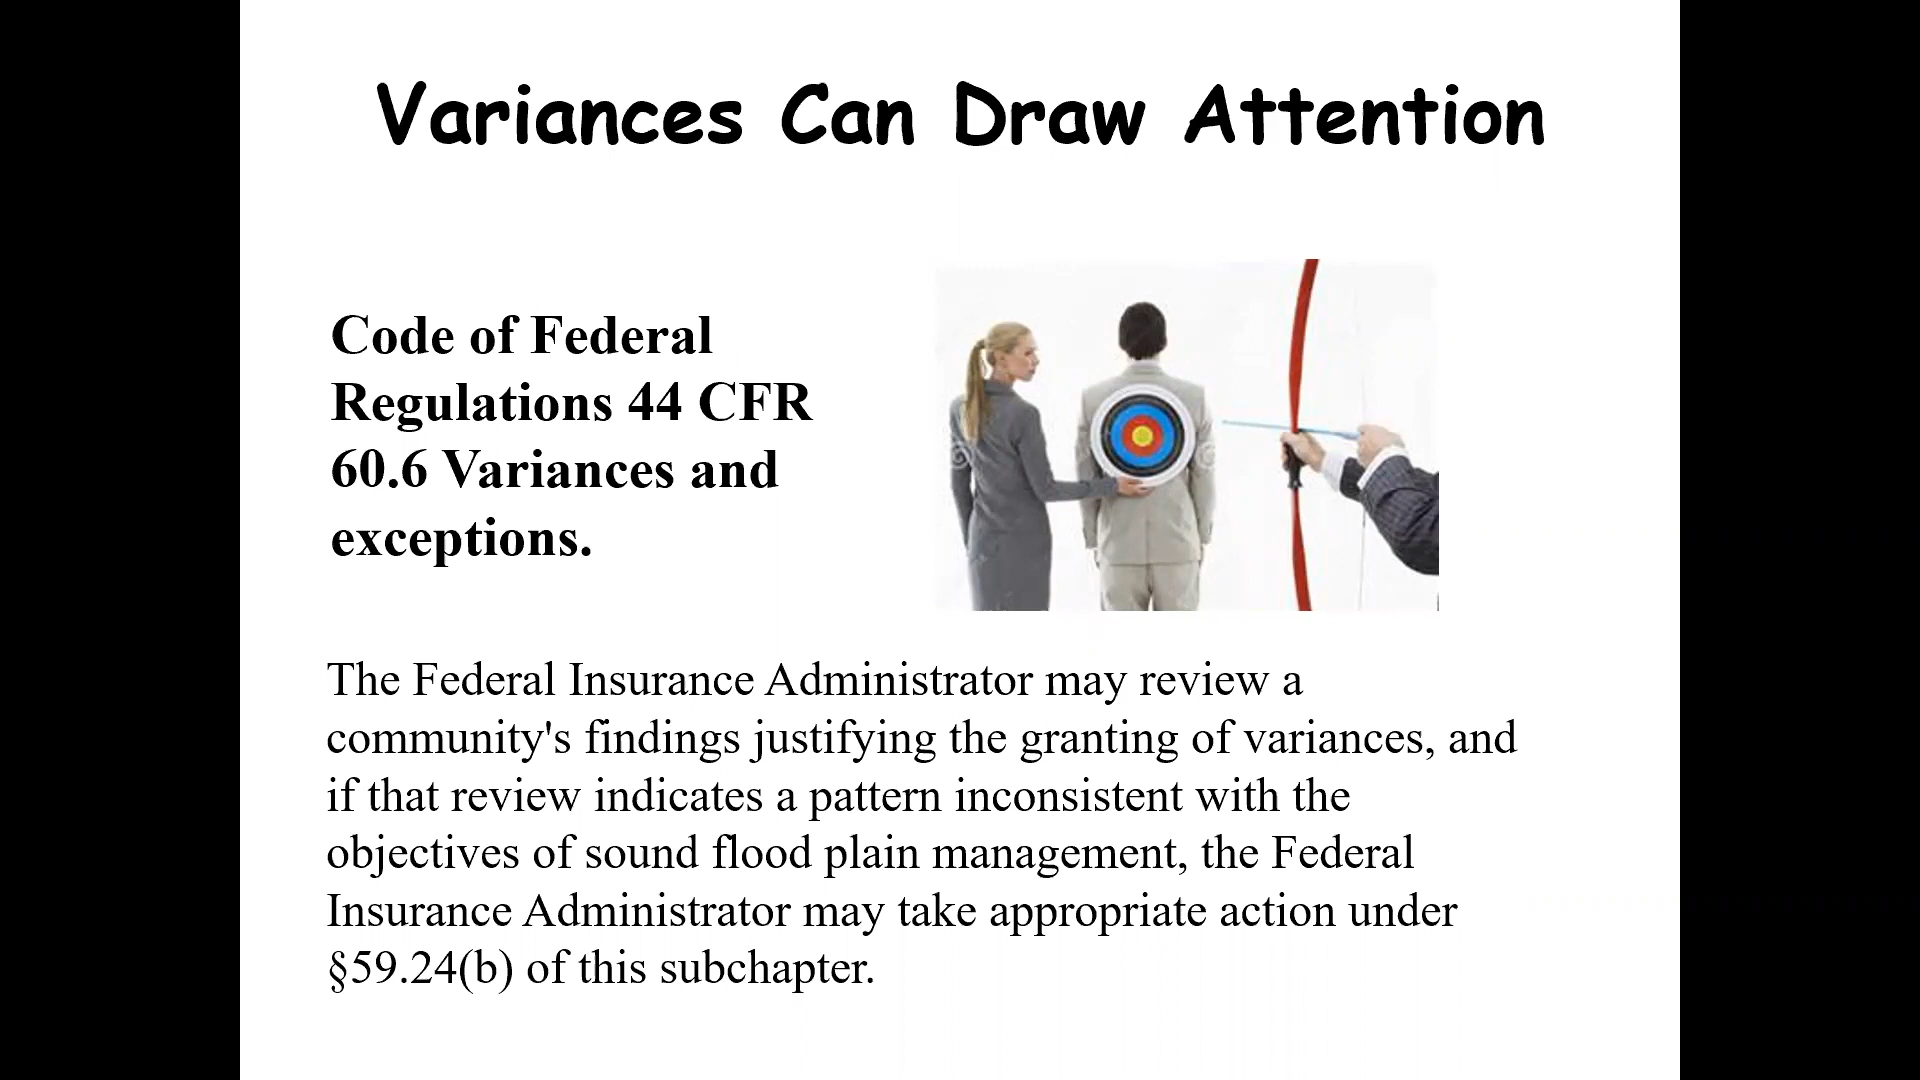 Variances Can Draw Attention
Code of Federal
Regulations 44 CFR
60.6 Variances and
exceptions.
The Federal Insurance Administrator may review a
community's findings justifying the granting of variances, and
if that review indicates a pattern inconsistent with the
objectives of sound flood plain management, the Federal
Insurance Administrator may take appropriate action under
§59.24(b) of this subchapter.